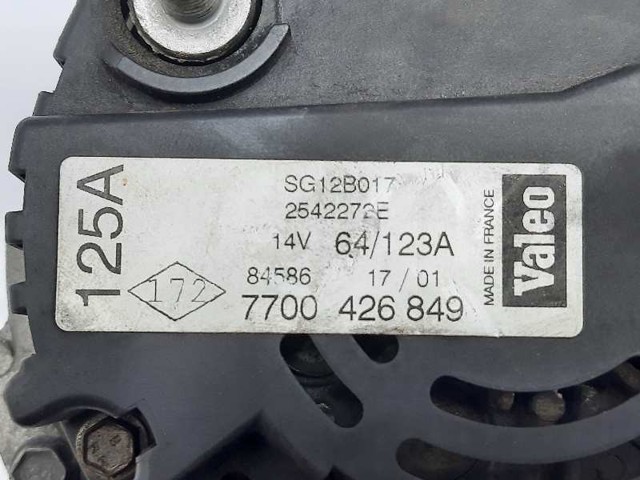 125A
SG12B017
2542272E
14V 64/123A
172
84586 17/01
7700 426 849
MADE IN FRANCE
Valeo